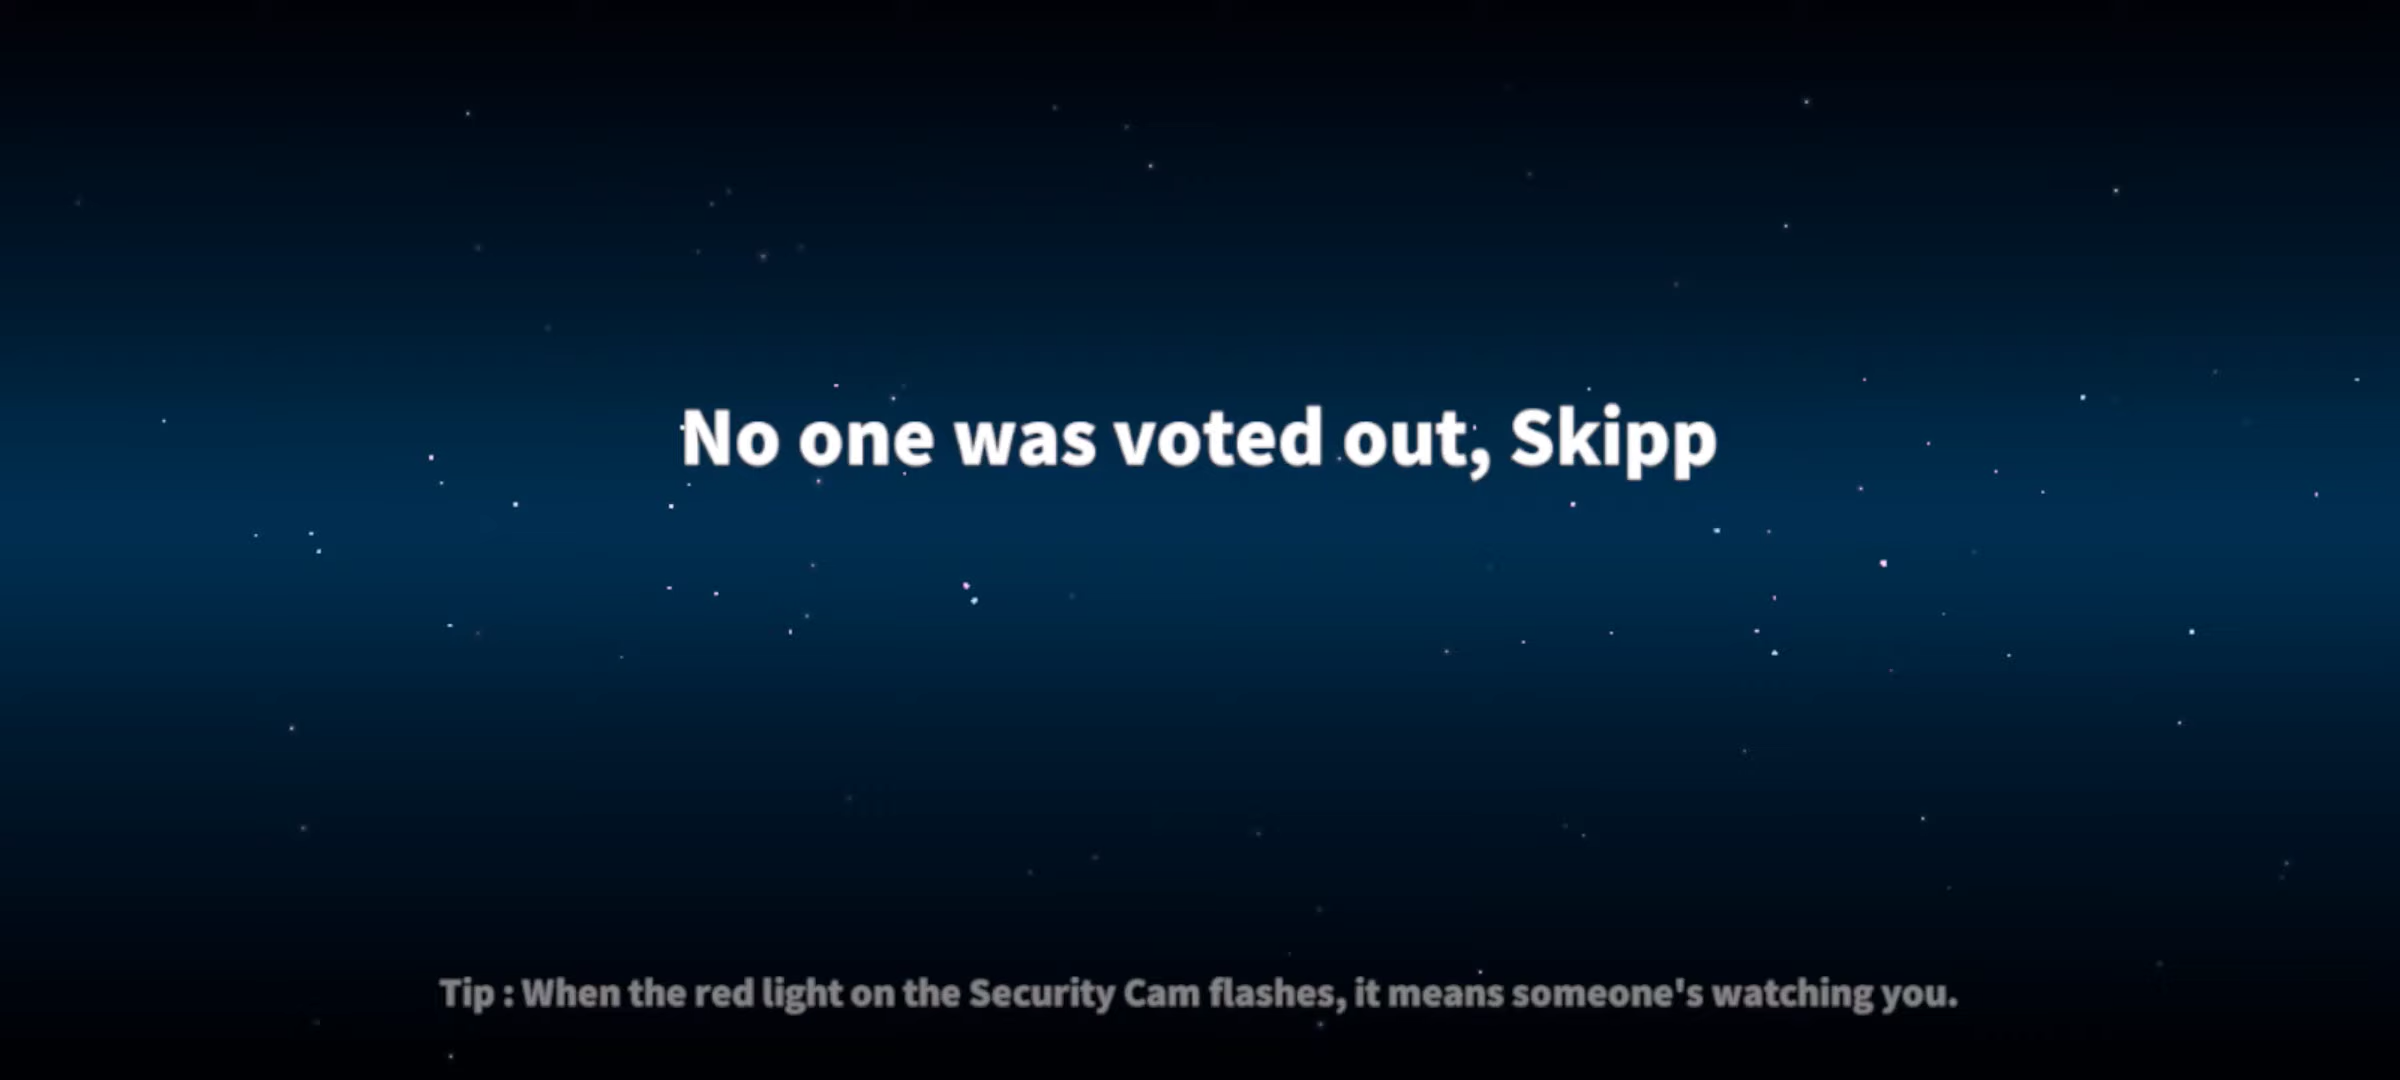 No one was voted out, Skipp
Tip : When the red light on the Security Cam flashes, it means someone's watching you.